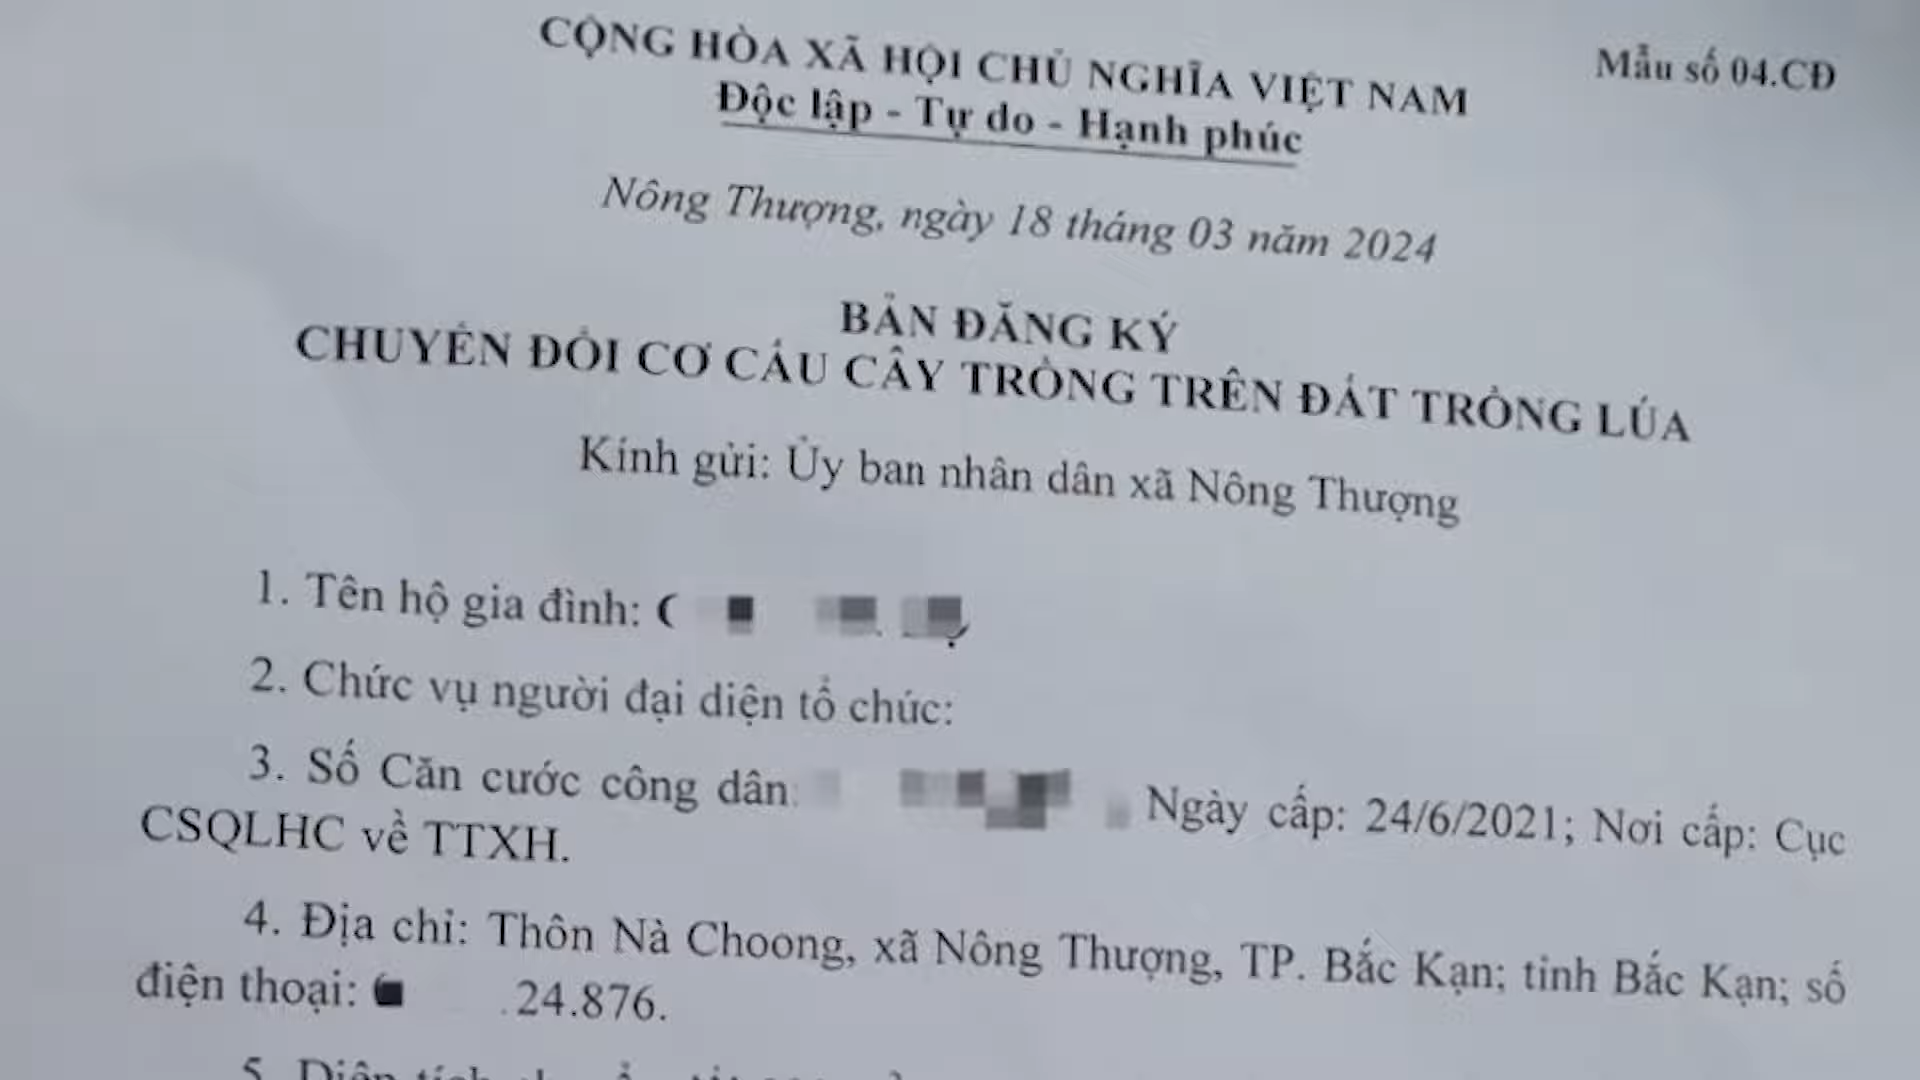 CỘNG HÒA XÃ HỘI CHỦ NGHĨA VIỆT NAM
Mẫu số 04.CĐ
Độc lập - Tự do - Hạnh phúc
Nông Thượng, ngày 18 tháng 03 năm 2024
BẢN ĐĂNG KÝ
CHUYỂN ĐỔI CƠ CẤU CÂY TRỒNG TRÊN ĐẤT TRỒNG LÚA
Kính gửi: Ủy ban nhân dân xã Nông Thượng
1. Tên hộ gia đình:
2. Chức vụ người đại diện tổ chức:
3. Số Căn cước công dân Ngày cấp: 24/6/2021; Nơi cấp: Cục
CSQLHC về TTXH.
4. Địa chỉ: Thôn Nà Choong, xã Nông Thượng, TP. Bắc Kạn; tỉnh Bắc Kạn; số
điện thoại: .24.876.
5. Diện tích